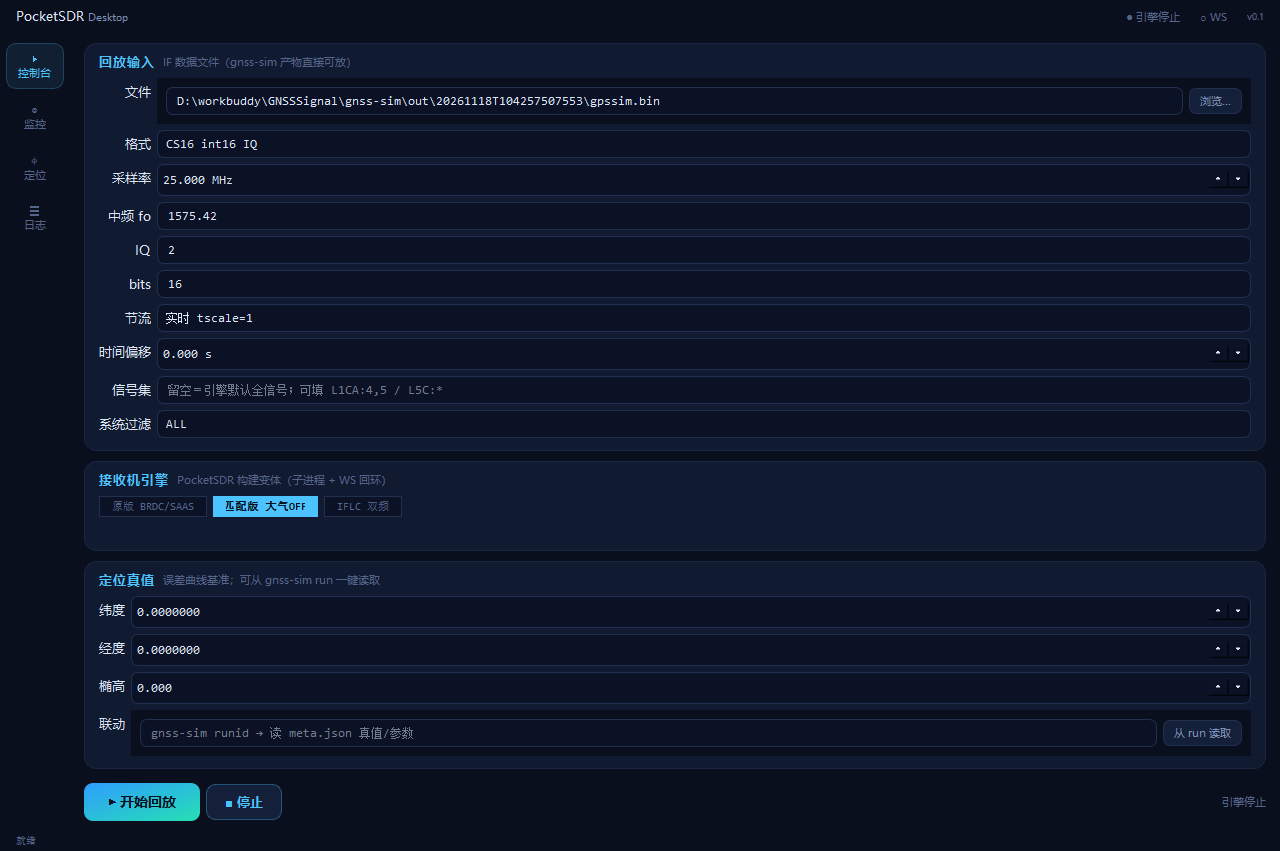 PocketSDR Desktop
● 引擎停止 ○ WS v0.1
控制台
监控
定位
日志
回放输入 IF 数据文件（gnss-sim 产物直接可放）
文件 D:\workbuddy\GNSSSignal\gnss-sim\out\20261118T104257507553\gpssim.bin 浏览...
格式 CS16 int16 IQ
采样率 25.000 MHz
中频 fo 1575.42
IQ 2
bits 16
节流 实时 tscale=1
时间偏移 0.000 s
信号集 留空＝引擎默认全信号；可填 L1CA:4,5 / L5C:*
系统过滤 ALL
接收机引擎 PocketSDR 构建变体（子进程 + WS 回环）
原版 BRDC/SAAS 匹配版 大气OFF IFLC 双频
定位真值 误差曲线基准；可从 gnss-sim run 一键读取
纬度 0.0000000
经度 0.0000000
椭高 0.000
联动 gnss-sim runid → 读 meta.json 真值/参数 从 run 读取
▶ 开始回放 ■ 停止 引擎停止
就绪